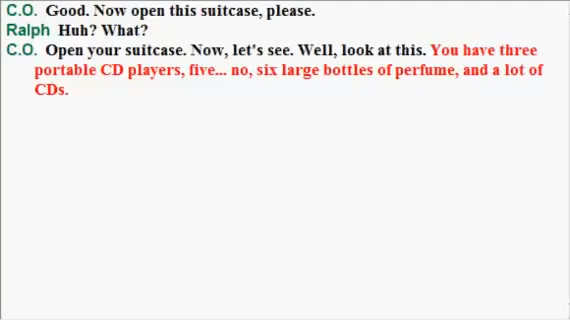 C.O. Good. Now open this suitcase, please.
Ralph Huh? What?
C.O. Open your suitcase. Now, let's see. Well, look at this. You have three
portable CD players, five... no, six large bottles of perfume, and a lot of
CDs.